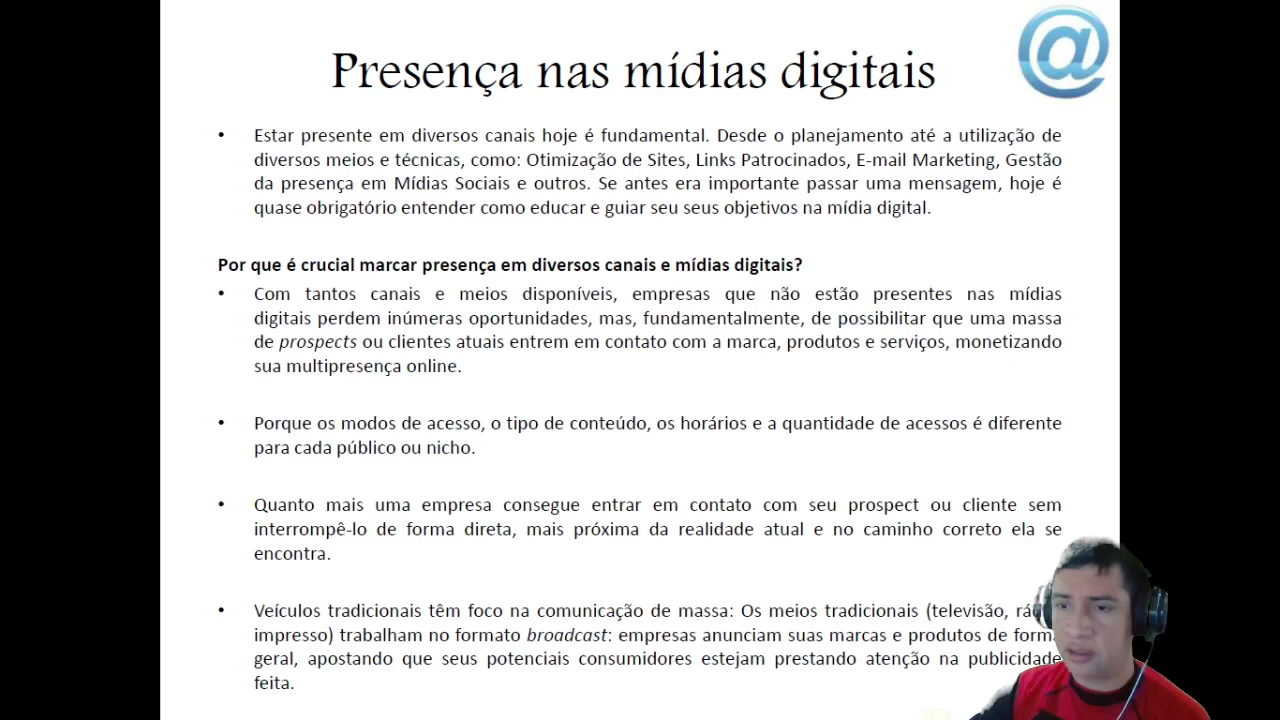 Presença nas mídias digitais
@
• Estar presente em diversos canais hoje é fundamental. Desde o planejamento até a utilização de
diversos meios e técnicas, como: Otimização de Sites, Links Patrocinados, E-mail Marketing, Gestão
da presença em Mídias Sociais e outros. Se antes era importante passar uma mensagem, hoje é
quase obrigatório entender como educar e guiar seu seus objetivos na mídia digital.
Por que é crucial marcar presença em diversos canais e mídias digitais?
• Com tantos canais e meios disponíveis, empresas que não estão presentes nas mídias
digitais perdem inúmeras oportunidades, mas, fundamentalmente, de possibilitar que uma massa
de prospects ou clientes atuais entrem em contato com a marca, produtos e serviços, monetizando
sua multipresença online.
• Porque os modos de acesso, o tipo de conteúdo, os horários e a quantidade de acessos é diferente
para cada público ou nicho.
• Quanto mais uma empresa consegue entrar em contato com seu prospect ou cliente sem
interrompê-lo de forma direta, mais próxima da realidade atual e no caminho correto ela se
encontra.
• Veículos tradicionais têm foco na comunicação de massa: Os meios tradicionais (televisão,
impresso) trabalham no formato broadcast: empresas anunciam suas marcas e produtos de
geral, apostando que seus potenciais consumidores estejam prestando atenção na publicidade
feita.